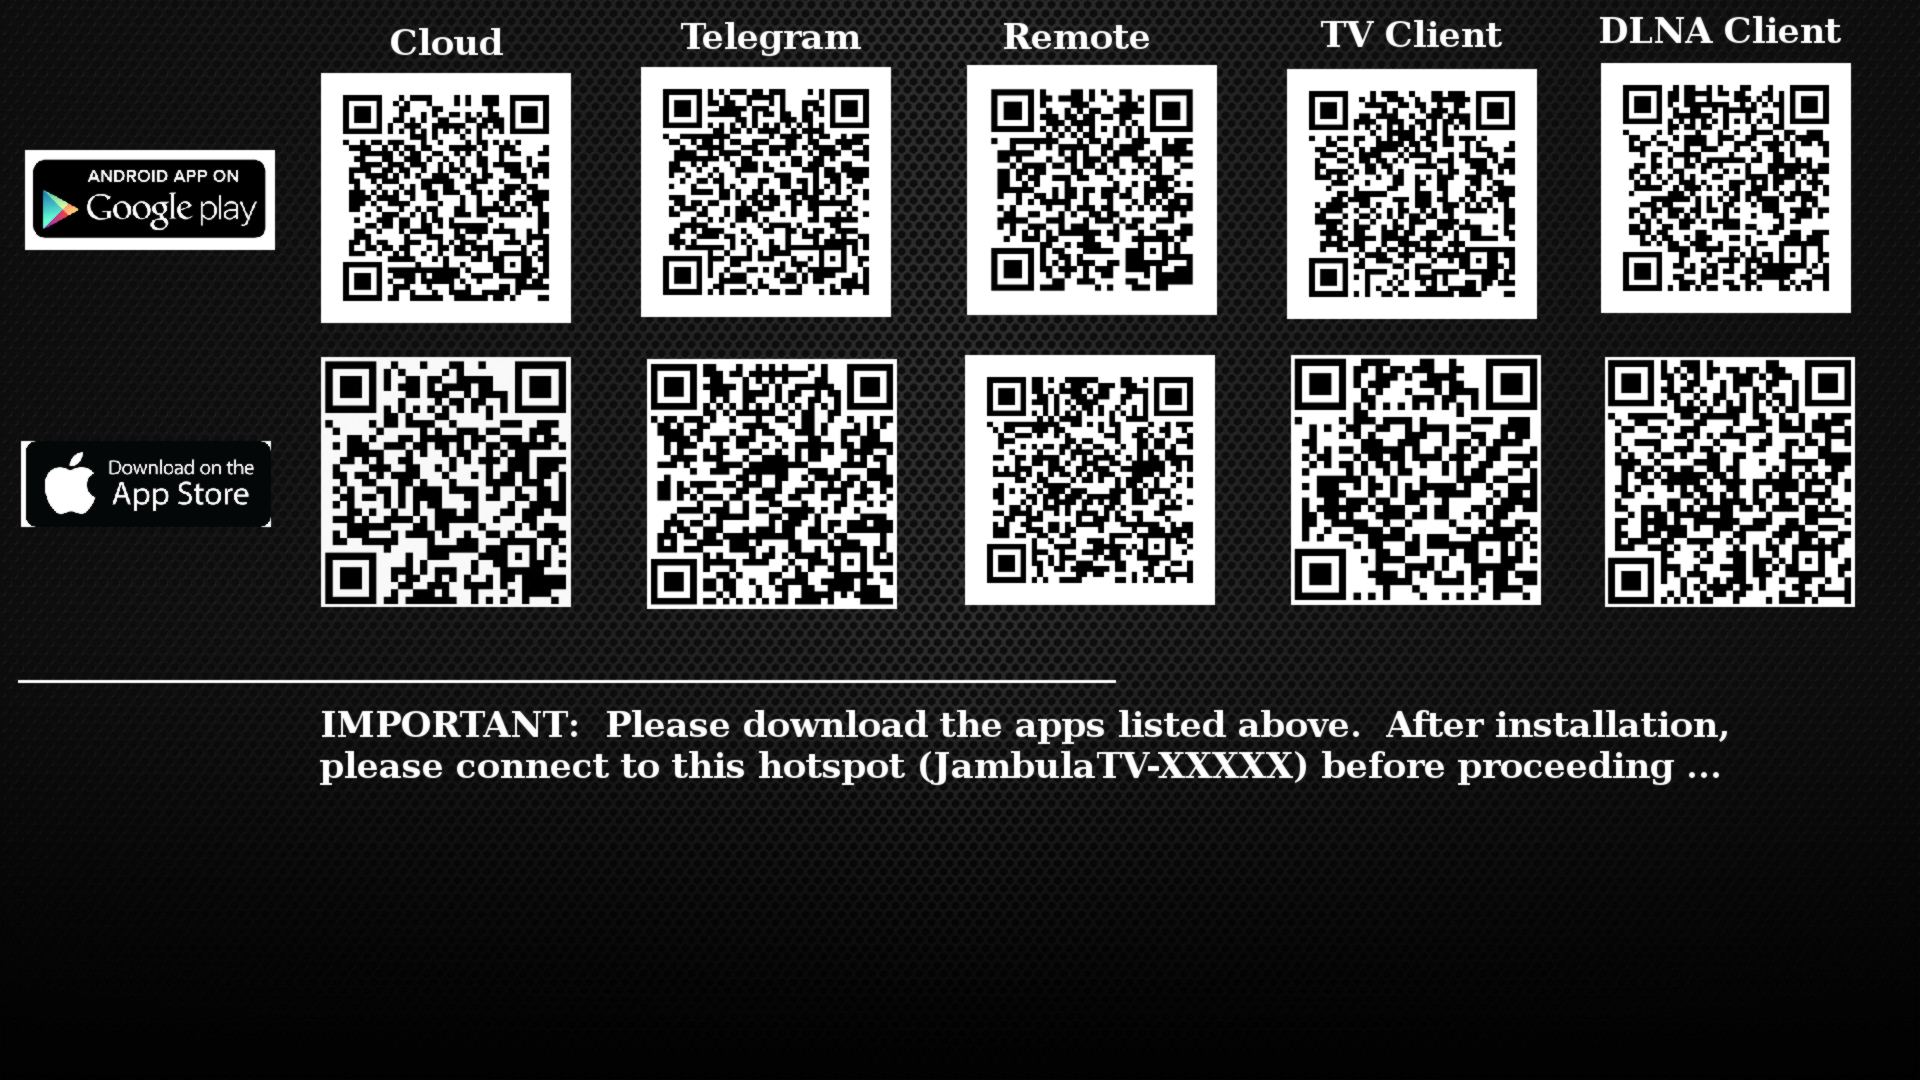 Cloud Telegram Remote TV Client DLNA Client
ANDROID APP ON
Google play
Download on the
App Store
IMPORTANT:  Please download the apps listed above.  After installation,
please connect to this hotspot (JambulaTV-XXXXX) before proceeding ...